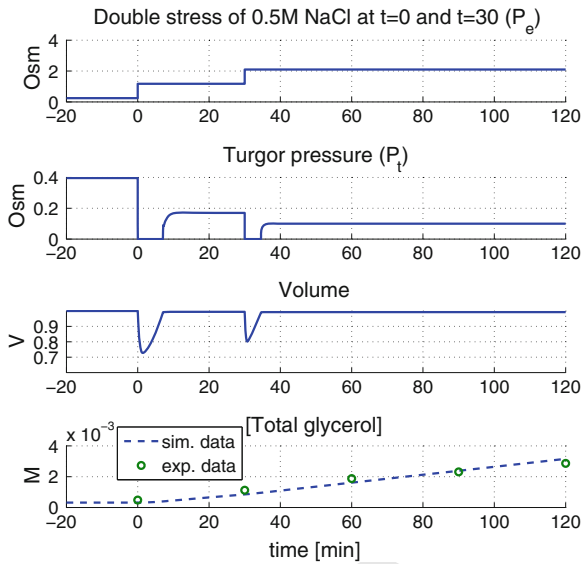 Double stress of 0.5M NaCl at t=0 and t=30 (P_e)
Osm
4
2
0
−20 0 20 40 60 80 100 120
Turgor pressure (P_t)
Osm
0.4
0.2
0
−20 0 20 40 60 80 100 120
Volume
V
0.9
0.8
0.7
−20 0 20 40 60 80 100 120
x 10^−3
[Total glycerol]
M
4
2
0
sim. data
exp. data
−20 0 20 40 60 80 100 120
time [min]